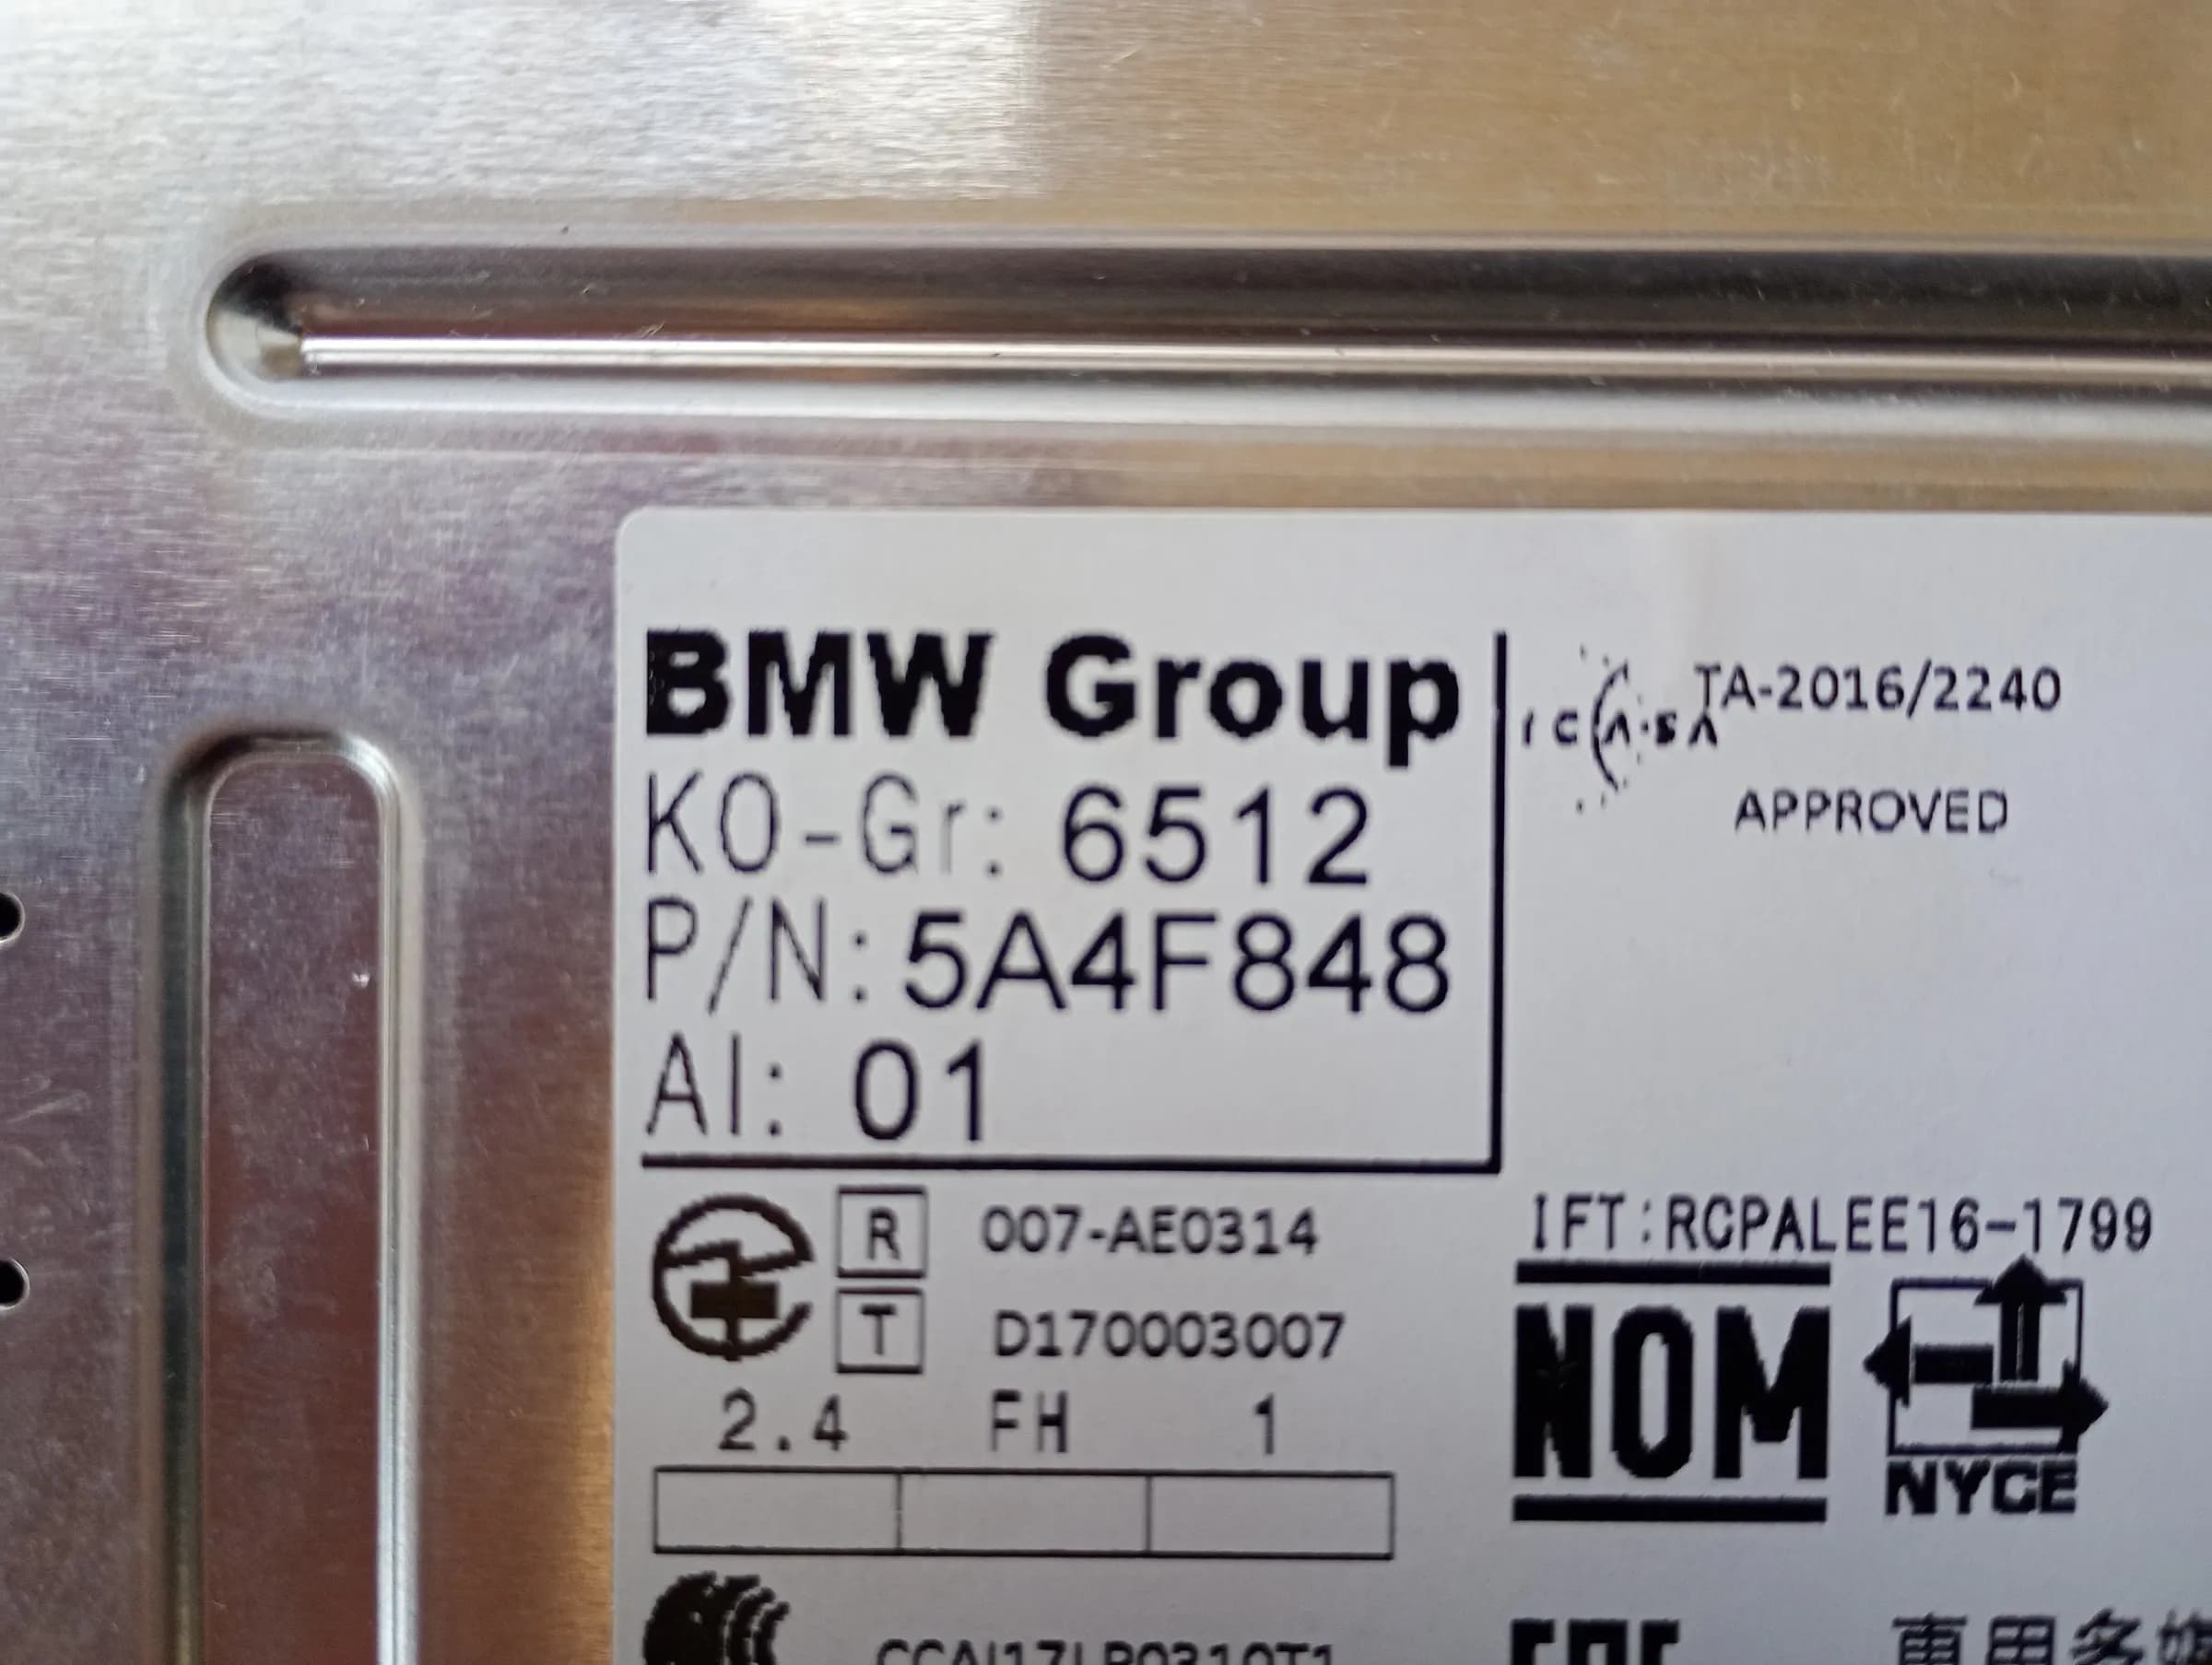 BMW Group
KO-Gr: 6512
P/N: 5A4F848
AI: 01
ICASA
TA-2016/2240
APPROVED
R 007-AE0314
T D170003007
2.4 FH 1
IFT:RCPALEE16-1799
NOM
NYCE